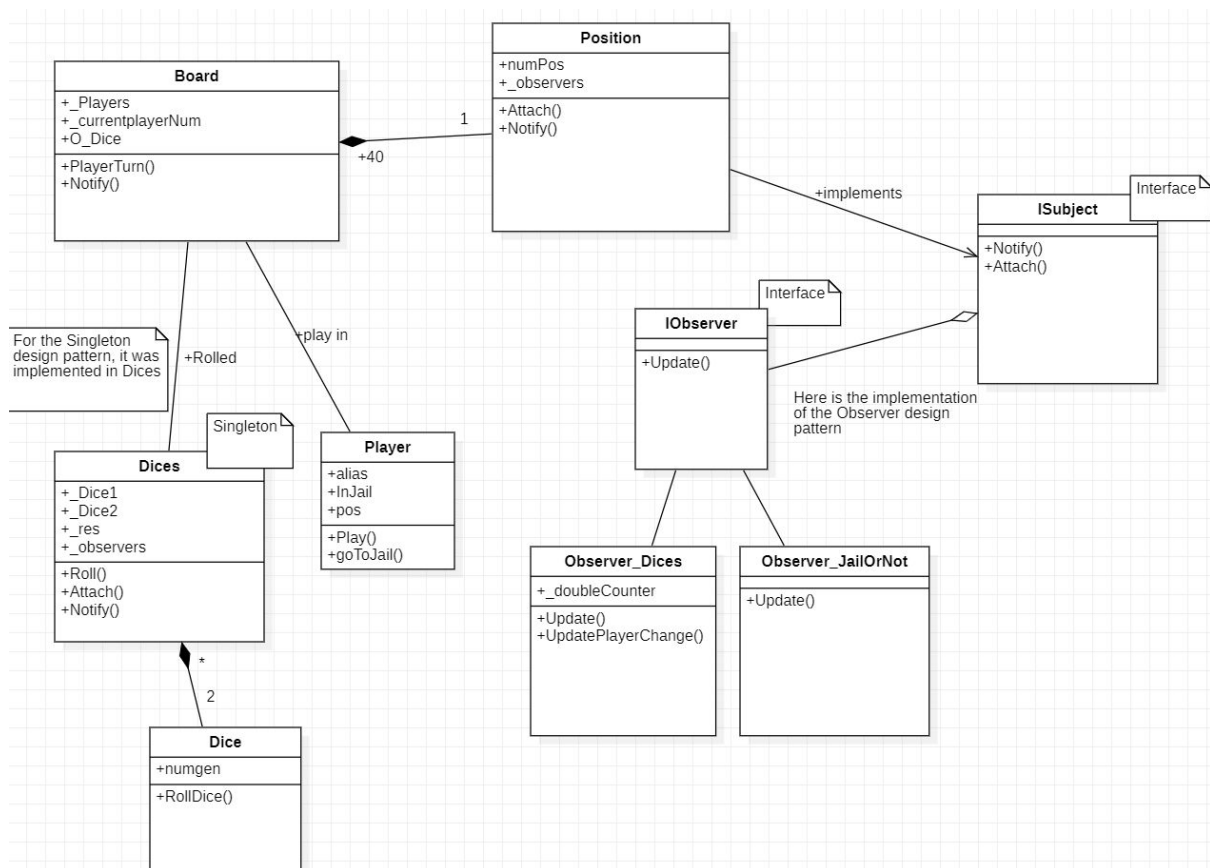 Position
+numPos
+_observers
+Attach()
+Notify()
Board
+_Players
+_currentplayerNum
+O_Dice
+PlayerTurn()
+Notify()
1
+40
+implements
Interface
ISubject
+Notify()
+Attach()
Interface
IObserver
+Update()
Here is the implementation
of the Observer design
pattern
For the Singleton
design pattern, it was
implemented in Dices
+Rolled
+play in
Singleton
Dices
+_Dice1
+_Dice2
+_res
+_observers
+Roll()
+Attach()
+Notify()
Player
+alias
+InJail
+pos
+Play()
+goToJail()
Observer_Dices
+_doubleCounter
+Update()
+UpdatePlayerChange()
Observer_JailOrNot
+Update()
*
2
Dice
+numgen
+RollDice()